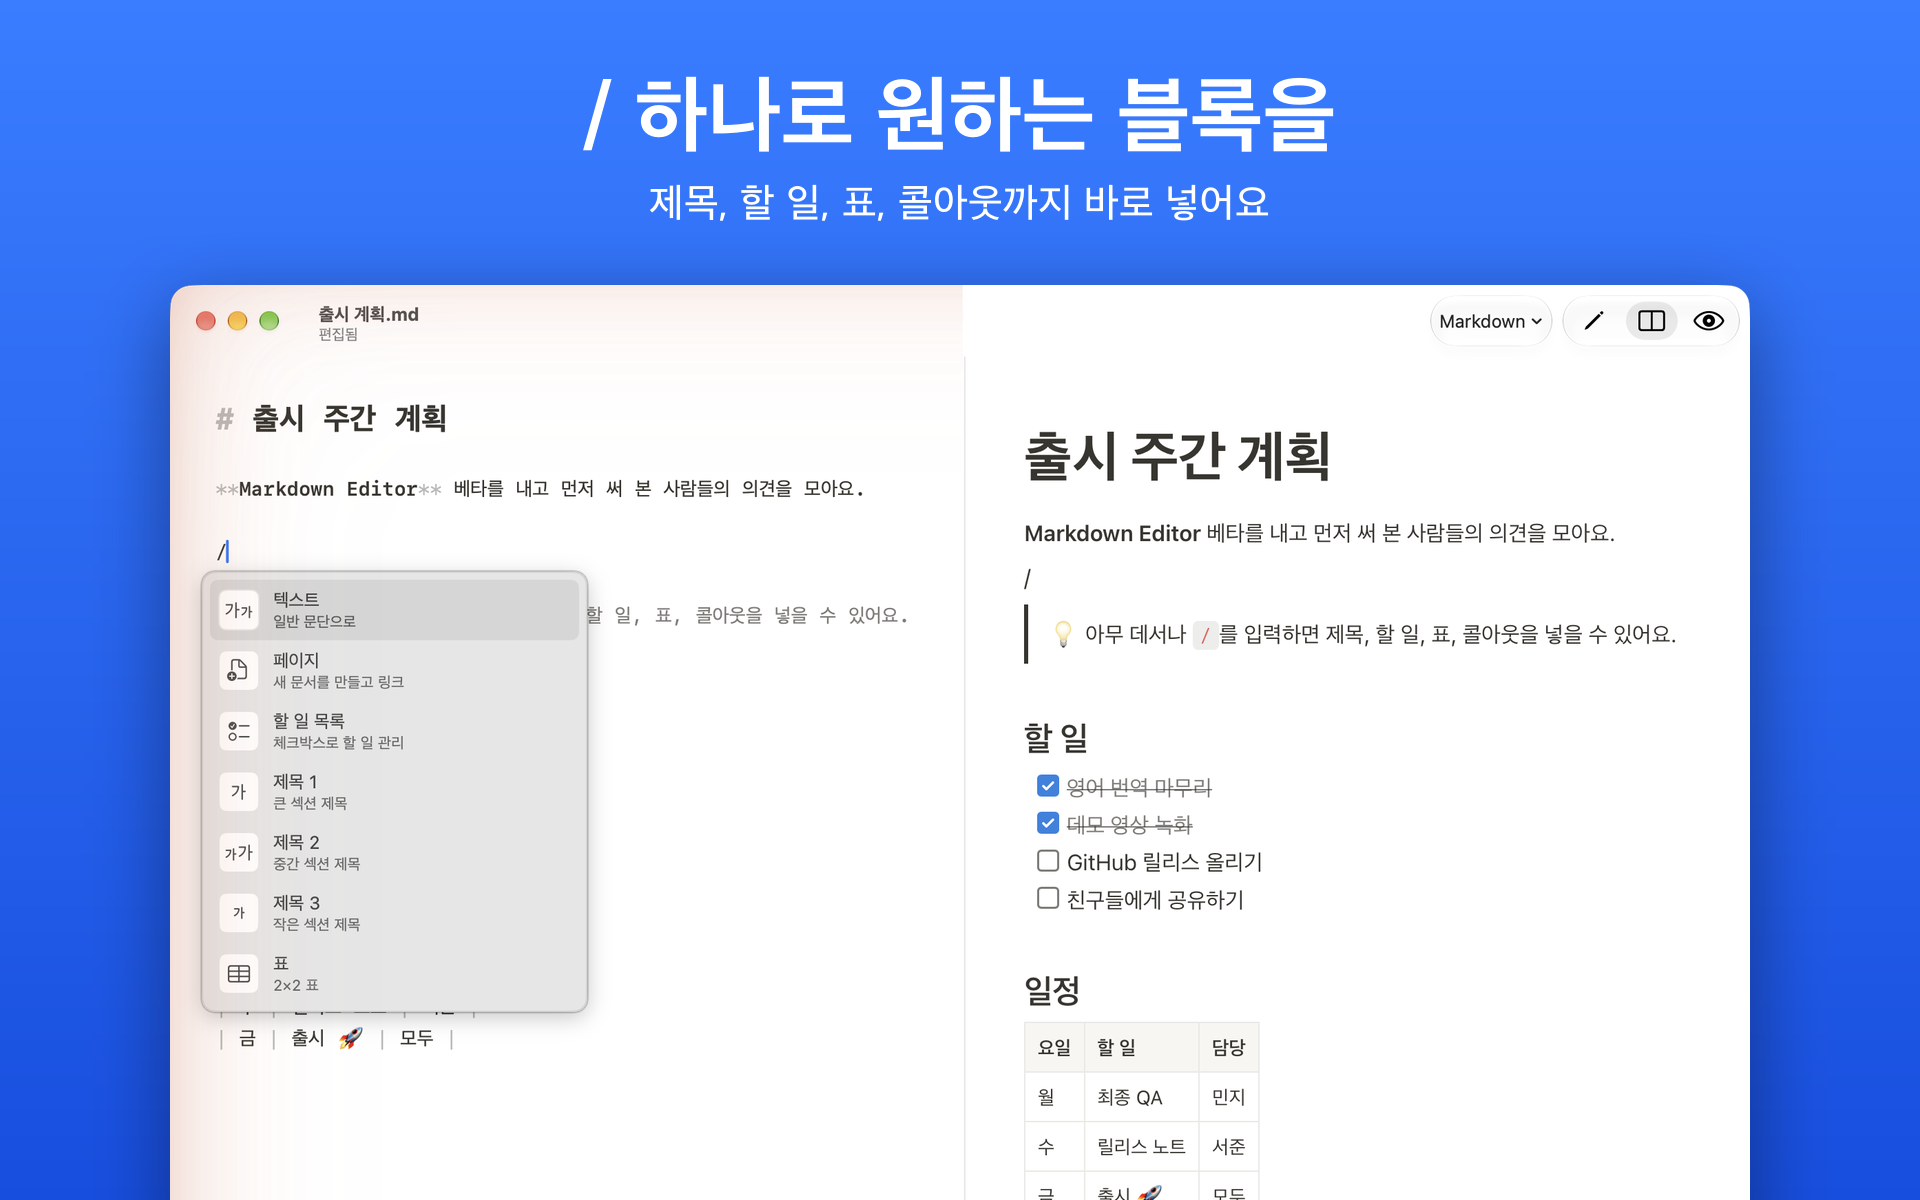 / 하나로 원하는 블록을
제목, 할 일, 표, 콜아웃까지 바로 넣어요
출시 계획.md
편집됨
Markdown
# 출시 주간 계획
**Markdown Editor** 베타를 내고 먼저 써 본 사람들의 의견을 모아요.
/
할 일, 표, 콜아웃을 넣을 수 있어요.
가가 텍스트
일반 문단으로
페이지
새 문서를 만들고 링크
할 일 목록
체크박스로 할 일 관리
가 제목 1
큰 섹션 제목
가가 제목 2
중간 섹션 제목
가 제목 3
작은 섹션 제목
표
2×2 표
| 금 | 출시 🚀 | 모두 |
출시 주간 계획
Markdown Editor 베타를 내고 먼저 써 본 사람들의 의견을 모아요.
/
💡 아무 데서나 / 를 입력하면 제목, 할 일, 표, 콜아웃을 넣을 수 있어요.
할 일
영어 번역 마무리
데모 영상 녹화
GitHub 릴리스 올리기
친구들에게 공유하기
일정
요일 할 일 담당
월 최종 QA 민지
수 릴리스 노트 서준
금 출시 🚀 모두